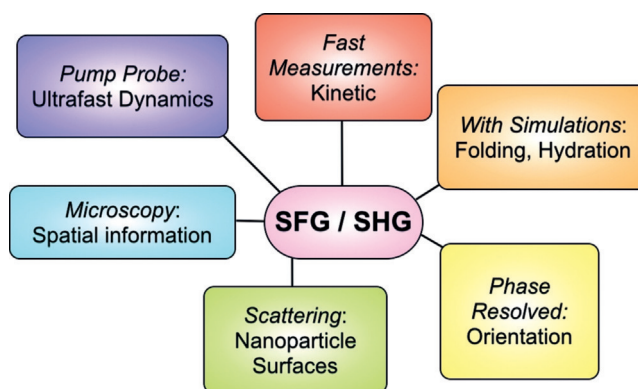 Pump Probe:
Ultrafast Dynamics
Fast
Measurements:
Kinetic
With Simulations:
Folding, Hydration
Microscopy:
Spatial information
SFG / SHG
Scattering:
Nanoparticle
Surfaces
Phase
Resolved:
Orientation